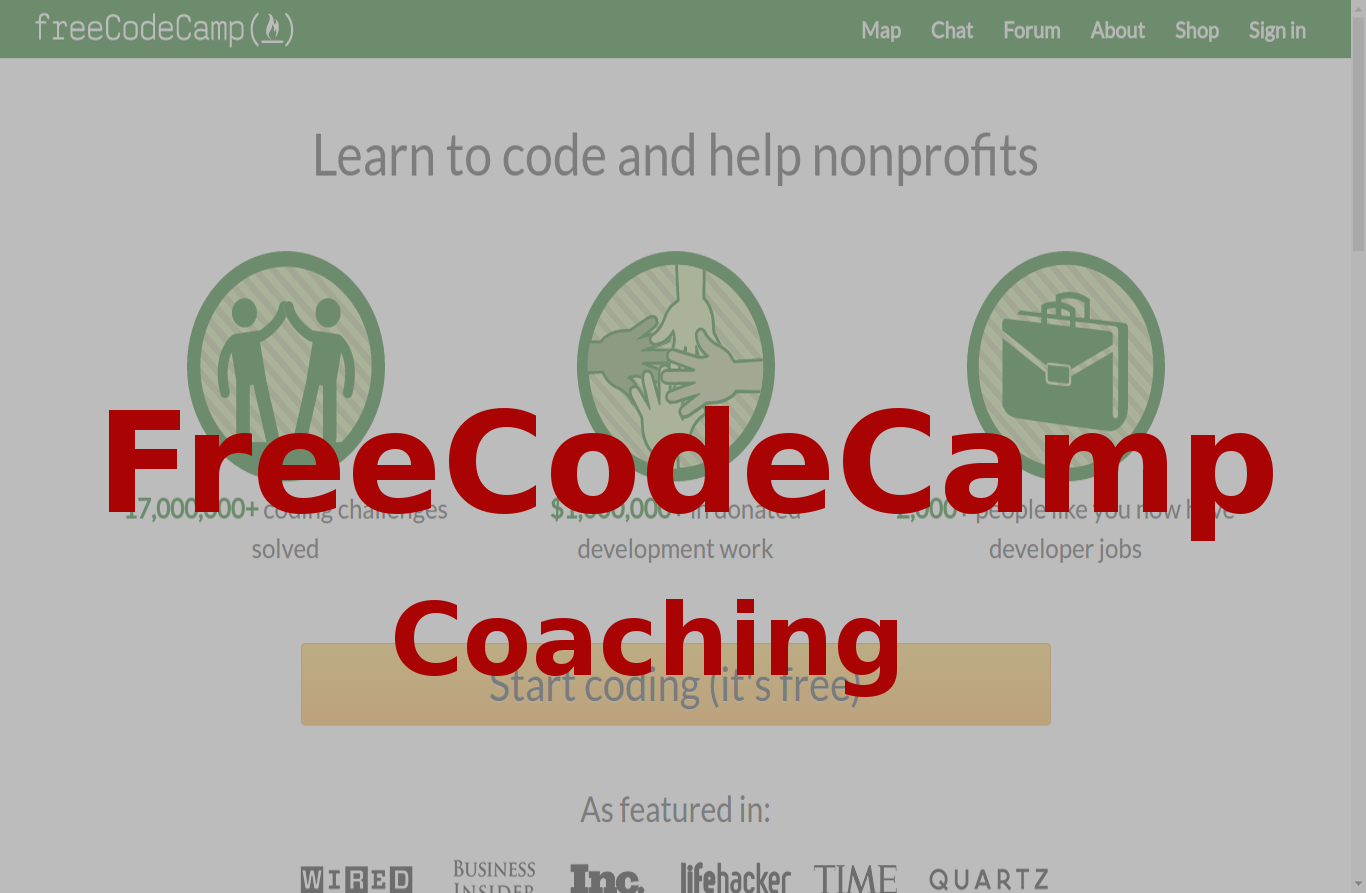 freeCodeCamp
Map Chat Forum About Shop Sign in
Learn to code and help nonprofits
FreeCodeCamp
17,000,000+ coding challenges
solved
$1,000,000+ in donated
development work
2,000+ people like you now have
developer jobs
Coaching
Start coding (it's free)
As featured in:
WIRED
BUSINESS
INSIDER
Inc.
lifehacker
TIME
QUARTZ